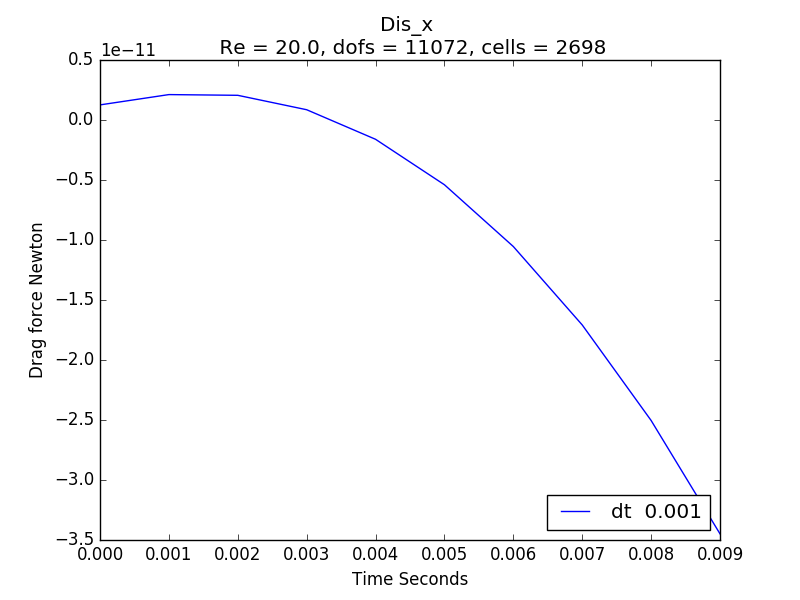 Dis_x
Re = 20.0, dofs = 11072, cells = 2698
1e−11
0.5
0.0
−0.5
−1.0
−1.5
−2.0
−2.5
−3.0
−3.5
Drag force Newton
dt 0.001
0.000 0.001 0.002 0.003 0.004 0.005 0.006 0.007 0.008 0.009
Time Seconds